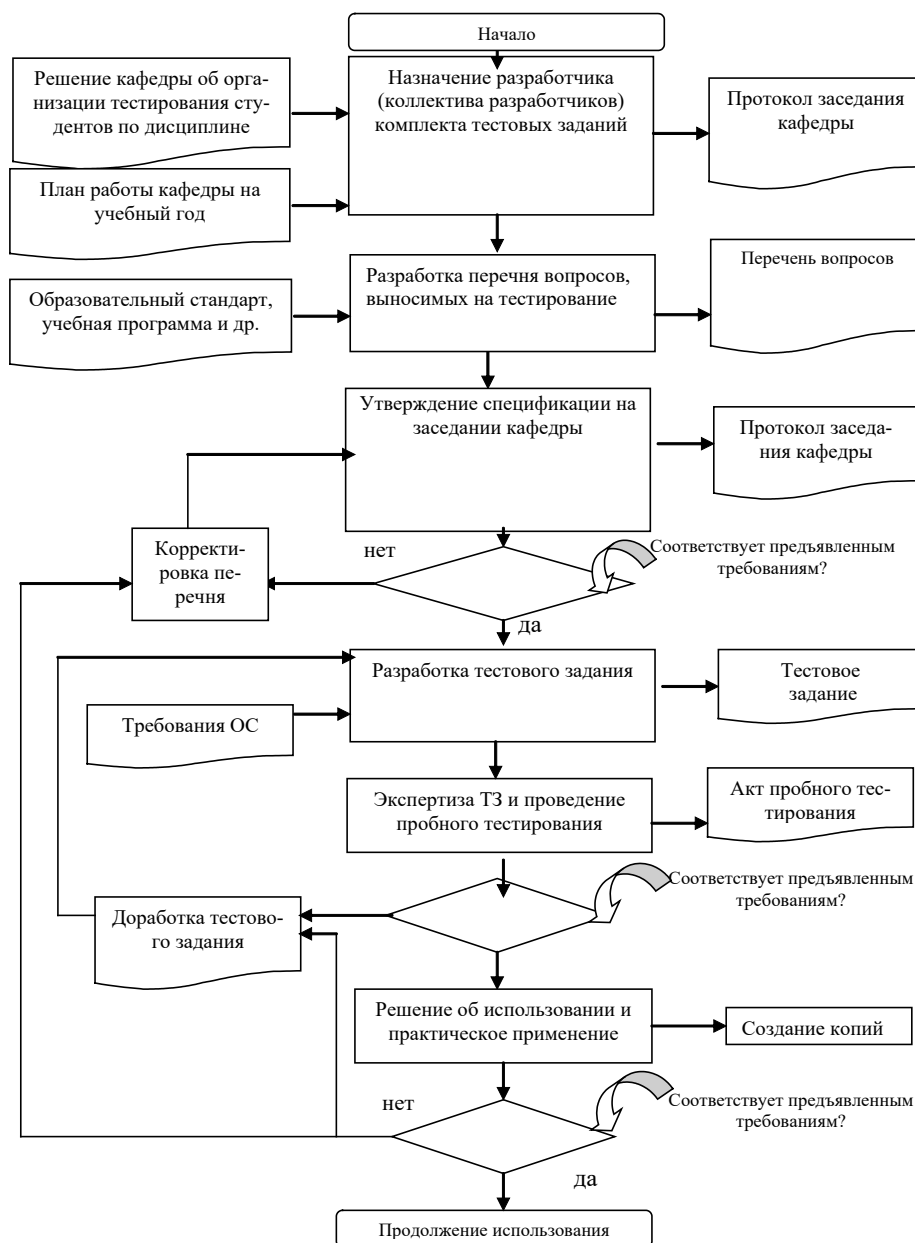 Начало
Решение кафедры об орга-
низации тестирования сту-
дентов по дисциплине
Назначение разработчика
(коллектива разработчиков)
комплекта тестовых заданий
Протокол заседания
кафедры
План работы кафедры на
учебный год
Образовательный стандарт,
учебная программа и др.
Разработка перечня вопросов,
выносимых на тестирование
Перечень вопросов
Утверждение спецификации на
заседании кафедры
Протокол заседа-
ния кафедры
Корректи-
ровка пе-
речня
нет
Соответствует предъявленным
требованиям?
да
Разработка тестового задания
Тестовое
задание
Требования ОС
Экспертиза ТЗ и проведение
пробного тестирования
Акт пробного тес-
тирования
Соответствует предъявленным
требованиям?
Доработка тестово-
го задания
Решение об использовании и
практическое применение
Создание копий
нет
Соответствует предъявленным
требованиям?
да
Продолжение использования